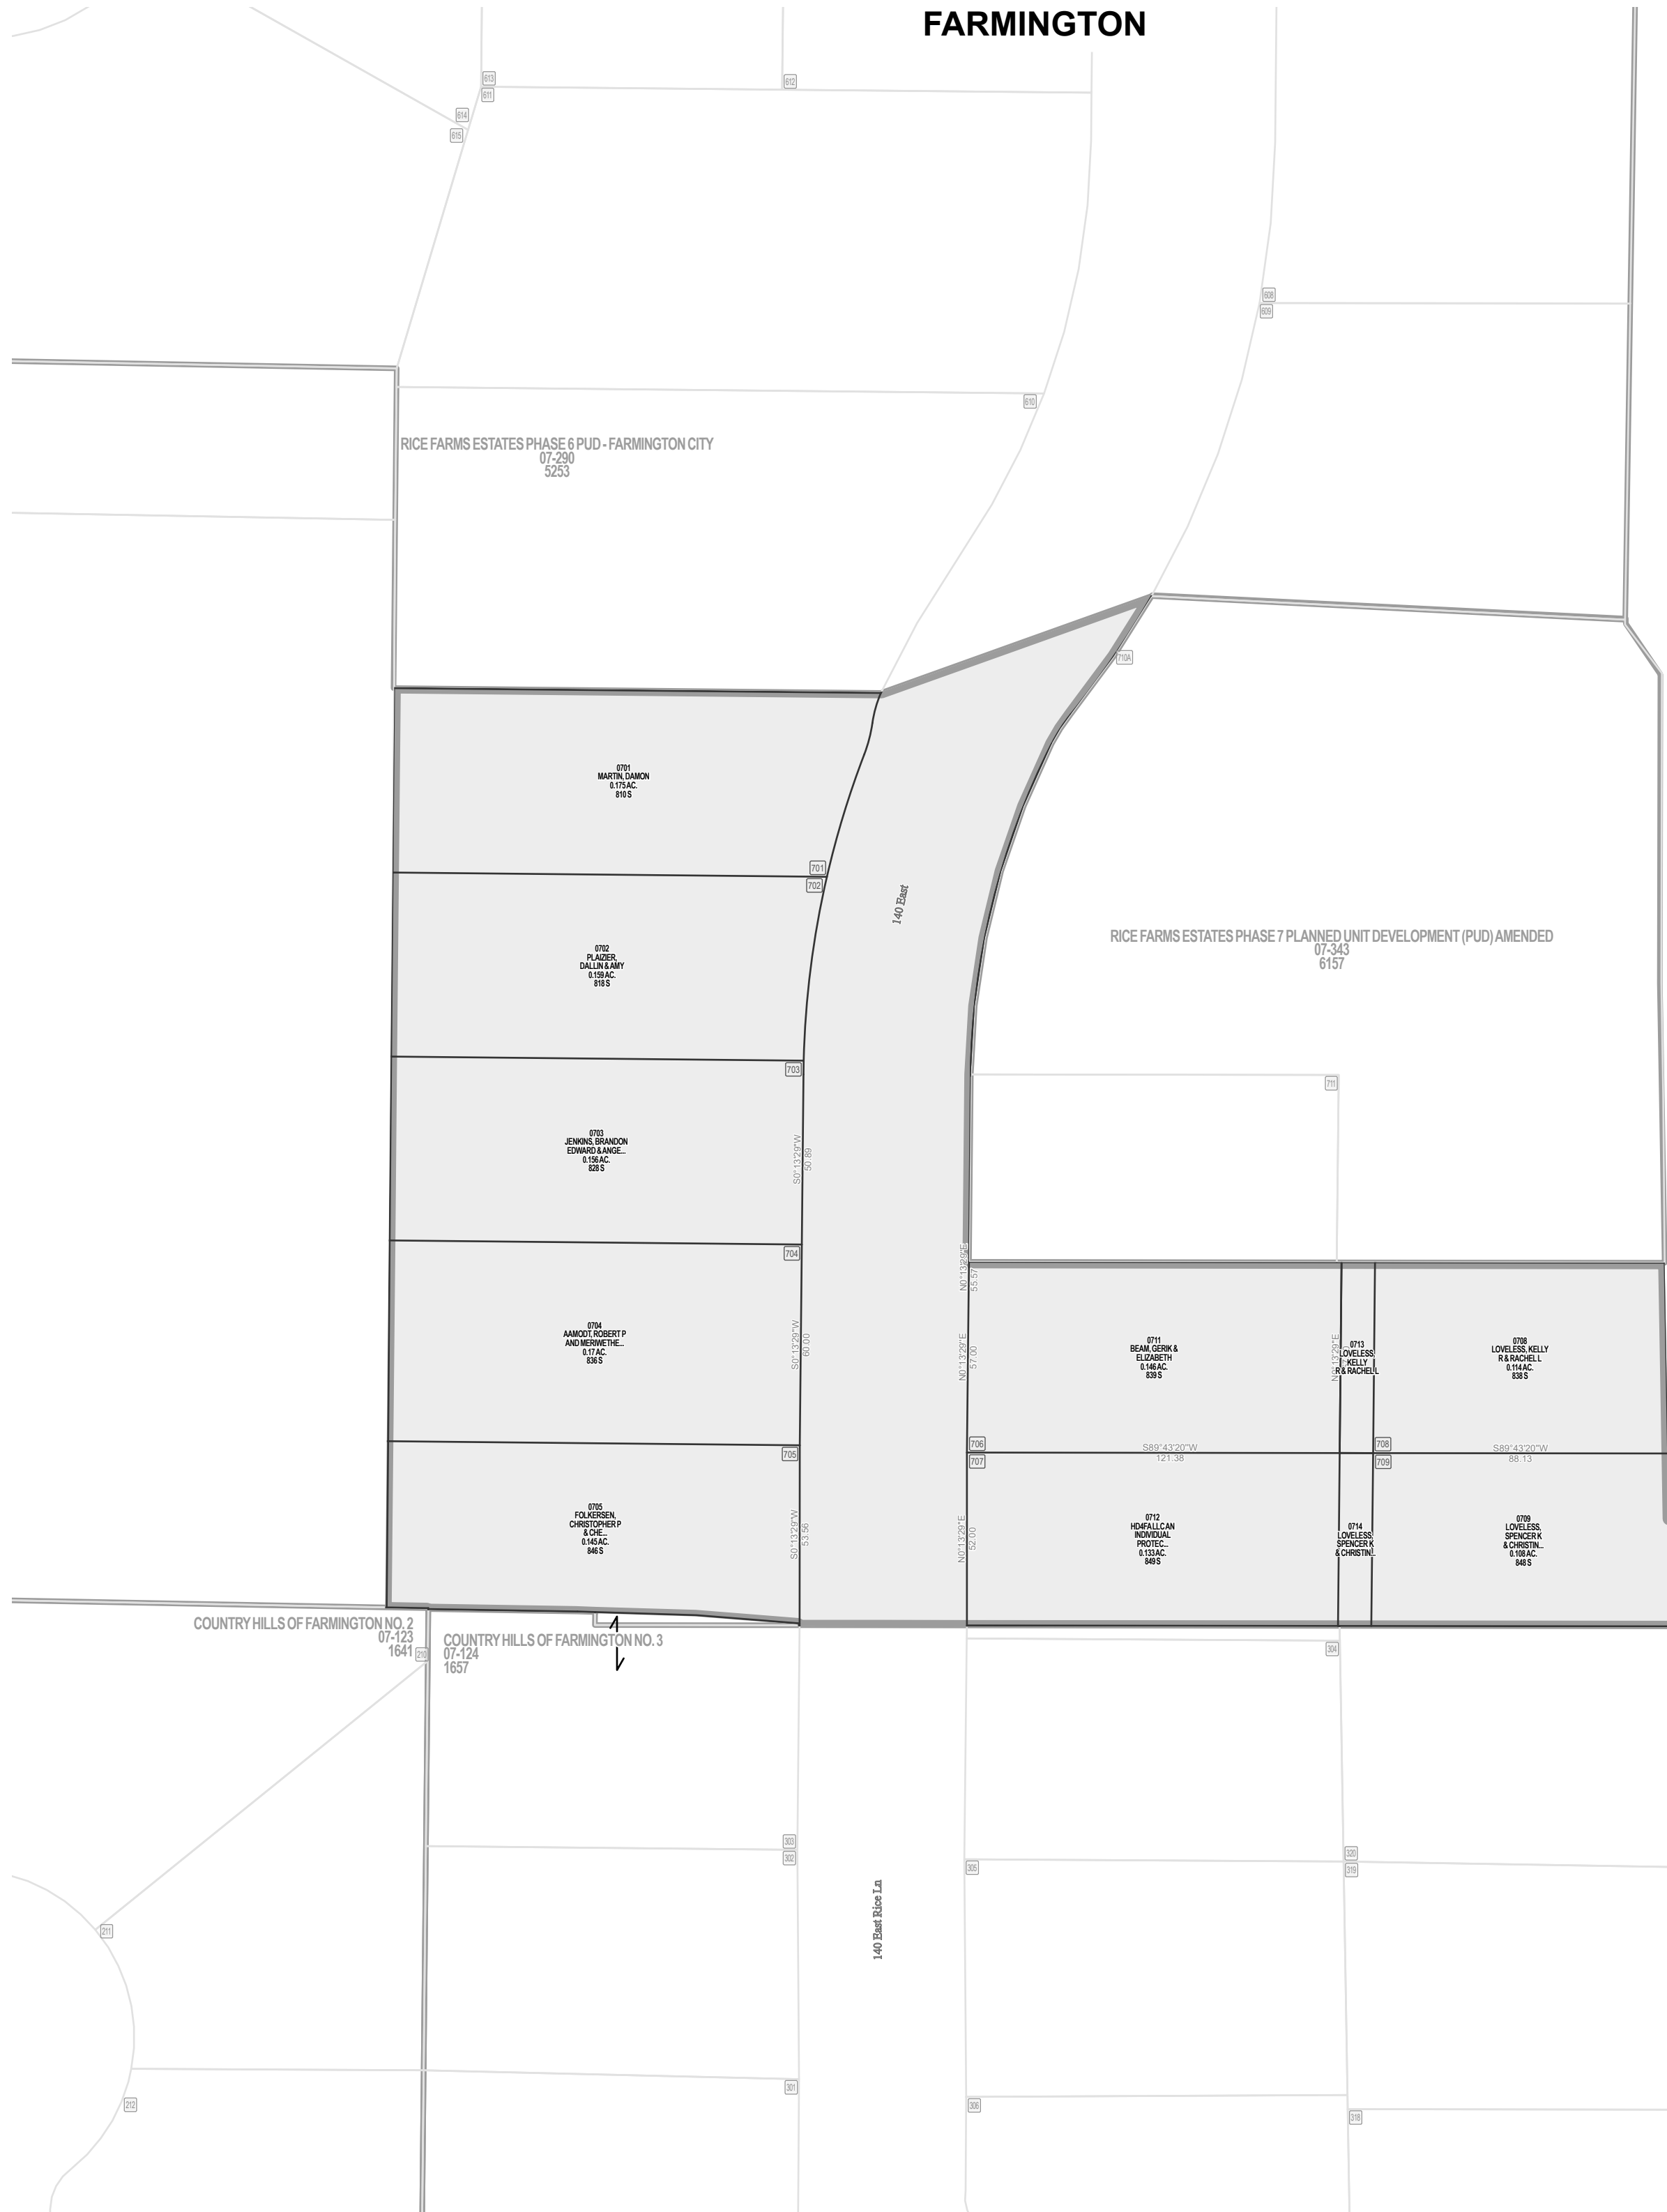 FARMINGTON
613
611
612
614
615
608
609
610
RICE FARMS ESTATES PHASE 6 PUD - FARMINGTON CITY
07-290
5253
710A
0701
MARTIN, DAMON
0.175 AC.
810 S
701
702
140 East
0702
PLAIZIER,
DALLIN & AMY
0.159 AC.
818 S
RICE FARMS ESTATES PHASE 7 PLANNED UNIT DEVELOPMENT (PUD) AMENDED
07-343
6157
703
711
0703
JENKINS, BRANDON
EDWARD & ANGE...
0.156 AC.
828 S
S0°13'29"W
50.89
704
N0°13'29"E
55.57
0704
AAMODT, ROBERT P
AND MERIWETHE...
0.17 AC.
836 S
S0°13'29"W
60.00
N0°13'29"E
57.00
0711
BEAM, GERIK &
ELIZABETH
0.146 AC.
839 S
N0°13'29"E
0713
LOVELESS,
KELLY
R & RACHEL L
0708
LOVELESS, KELLY
R & RACHEL L
0.114 AC.
838 S
705
706
707
S89°43'20"W
121.38
708
709
S89°43'20"W
88.13
0705
FOLKERSEN,
CHRISTOPHER P
& CHE...
0.145 AC.
846 S
S0°13'29"W
53.56
N0°13'29"E
52.00
0712
HD4FA LLC AN
INDIVIDUAL
PROTEC...
0.133 AC.
849 S
0714
LOVELESS,
SPENCER K
& CHRISTIN...
0709
LOVELESS,
SPENCER K
& CHRISTIN...
0.108 AC.
848 S
COUNTRY HILLS OF FARMINGTON NO. 2
07-123
1641
210
COUNTRY HILLS OF FARMINGTON NO. 3
07-124
1657
304
303
302
305
320
319
140 East Rice Ln
211
301
212
306
318